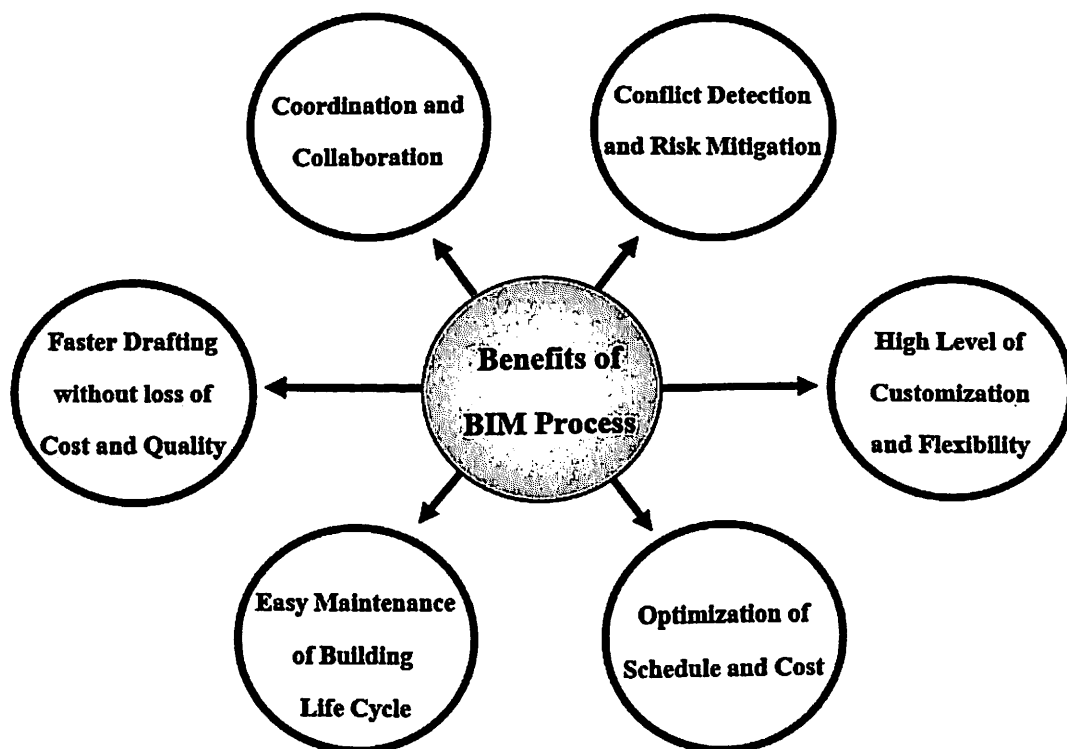 Coordination and
Collaboration
Conflict Detection
and Risk Mitigation
Faster Drafting
without loss of
Cost and Quality
Benefits of
BIM Process
High Level of
Customization
and Flexibility
Easy Maintenance
of Building
Life Cycle
Optimization of
Schedule and Cost